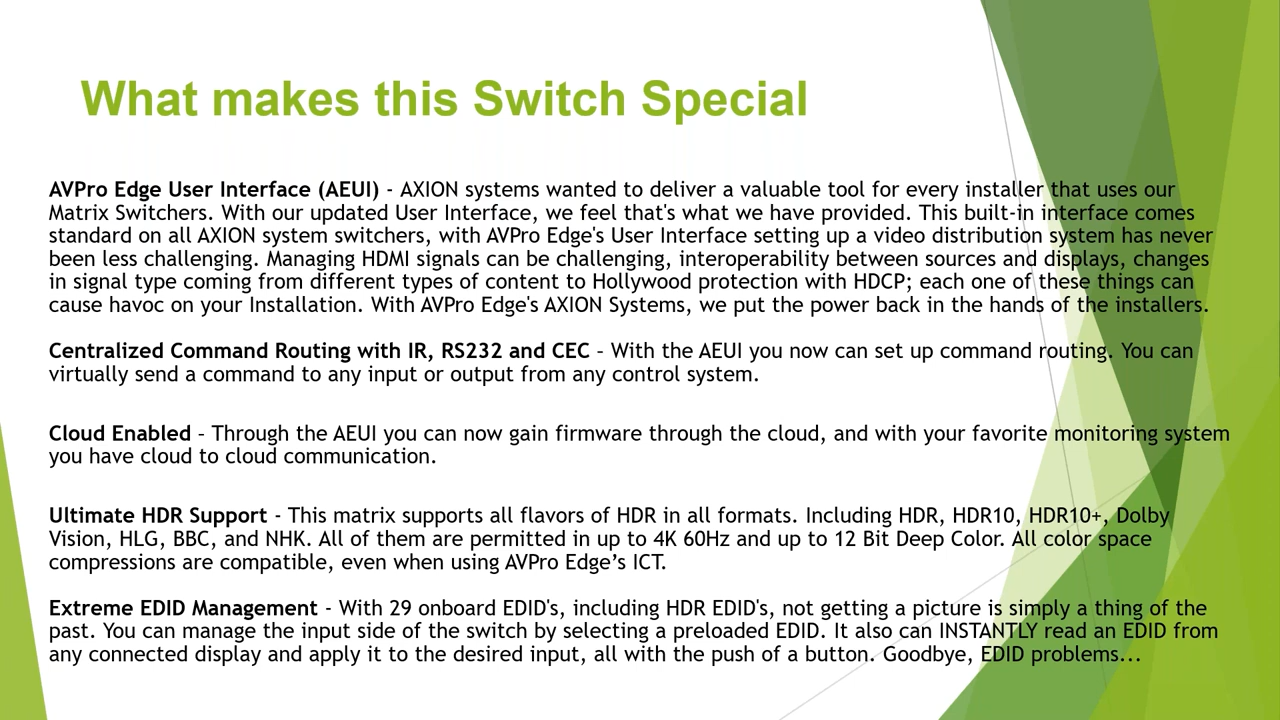 What makes this Switch Special
AVPro Edge User Interface (AEUI) - AXION systems wanted to deliver a valuable tool for every installer that uses our
Matrix Switchers. With our updated User Interface, we feel that's what we have provided. This built-in interface comes
standard on all AXION system switchers, with AVPro Edge's User Interface setting up a video distribution system has never
been less challenging. Managing HDMI signals can be challenging, interoperability between sources and displays, changes
in signal type coming from different types of content to Hollywood protection with HDCP; each one of these things can
cause havoc on your Installation. With AVPro Edge's AXION Systems, we put the power back in the hands of the installers.
Centralized Command Routing with IR, RS232 and CEC – With the AEUI you now can set up command routing. You can
virtually send a command to any input or output from any control system.
Cloud Enabled – Through the AEUI you can now gain firmware through the cloud, and with your favorite monitoring system
you have cloud to cloud communication.
Ultimate HDR Support - This matrix supports all flavors of HDR in all formats. Including HDR, HDR10, HDR10+, Dolby
Vision, HLG, BBC, and NHK. All of them are permitted in up to 4K 60Hz and up to 12 Bit Deep Color. All color space
compressions are compatible, even when using AVPro Edge’s ICT.
Extreme EDID Management - With 29 onboard EDID's, including HDR EDID's, not getting a picture is simply a thing of the
past. You can manage the input side of the switch by selecting a preloaded EDID. It also can INSTANTLY read an EDID from
any connected display and apply it to the desired input, all with the push of a button. Goodbye, EDID problems...